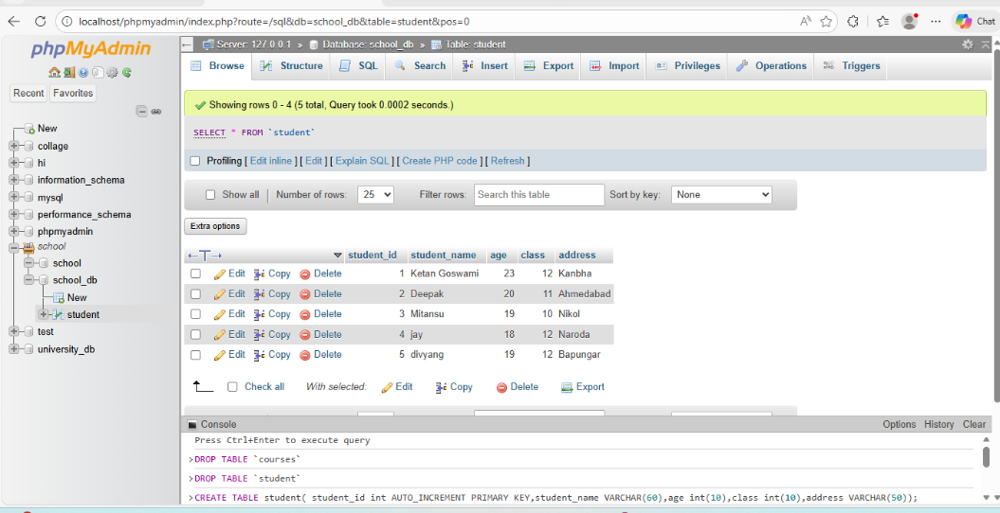 localhost/phpmyadmin/index.php?route=/sql&db=school_db&table=student&pos=0
Chat
phpMyAdmin
Recent Favorites
New
collage
hi
information_schema
mysql
performance_schema
phpmyadmin
school
school
school_db
New
student
test
university_db
Server: 127.0.0.1 » Database: school_db » Table: student
Browse Structure SQL Search Insert Export Import Privileges Operations Triggers
Showing rows 0 - 4 (5 total, Query took 0.0002 seconds.)
SELECT * FROM `student`
Profiling [ Edit inline ] [ Edit ] [ Explain SQL ] [ Create PHP code ] [ Refresh ]
Show all | Number of rows: 25 Filter rows: Search this table Sort by key: None
Extra options
←T→ student_id student_name age class address
Edit Copy Delete 1 Ketan Goswami 23 12 Kanbha
Edit Copy Delete 2 Deepak 20 11 Ahmedabad
Edit Copy Delete 3 Mitansu 19 10 Nikol
Edit Copy Delete 4 jay 18 12 Naroda
Edit Copy Delete 5 divyang 19 12 Bapungar
Check all With selected: Edit Copy Delete Export
Console Options History Clear
Press Ctrl+Enter to execute query
>DROP TABLE `courses`
>DROP TABLE `student`
>CREATE TABLE student( student_id int AUTO_INCREMENT PRIMARY KEY,student_name VARCHAR(60),age int(10),class int(10),address VARCHAR(50));